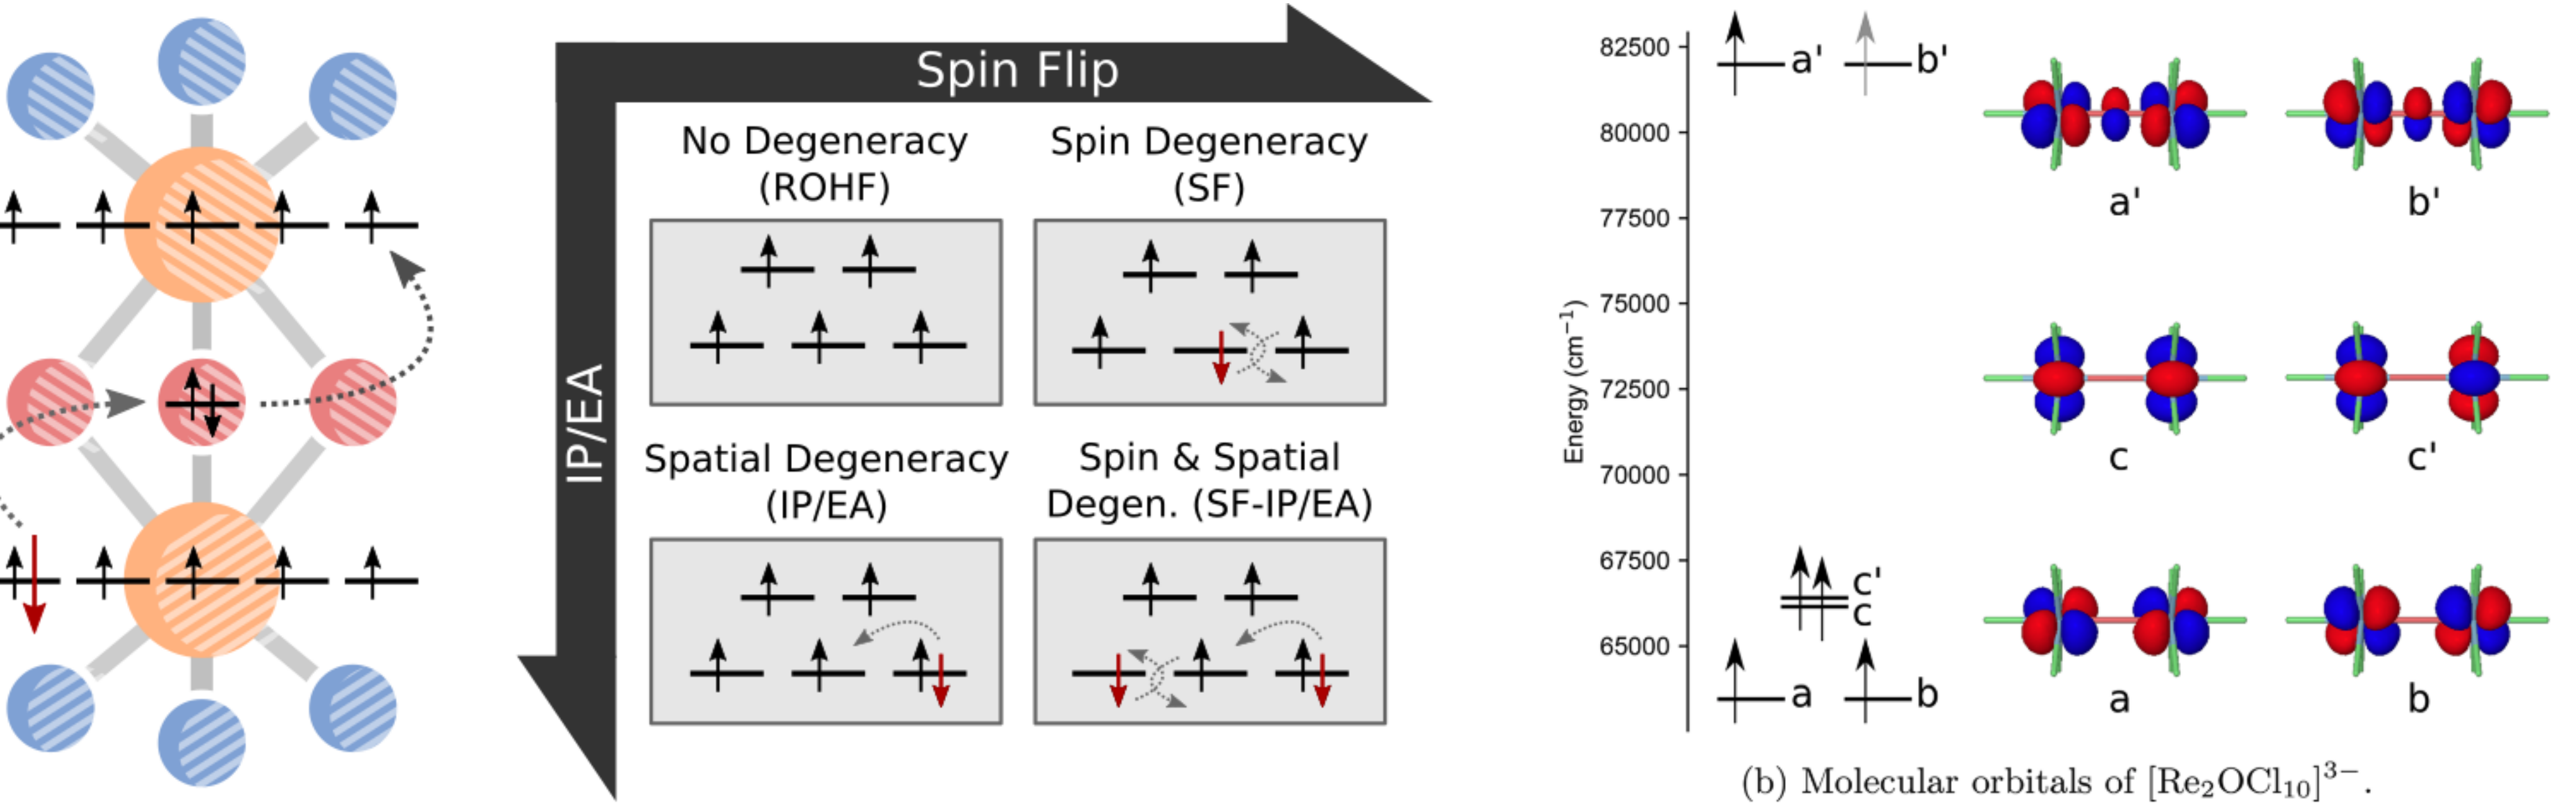 Spin Flip
IP/EA
No Degeneracy
(ROHF)
Spin Degeneracy
(SF)
Spatial Degeneracy
(IP/EA)
Spin & Spatial
Degen. (SF-IP/EA)
Energy (cm⁻¹)
82500
80000
77500
75000
72500
70000
67500
65000
a'
b'
c'
c
a
b
a'
b'
c
c'
a
b
(b) Molecular orbitals of [Re₂OCl₁₀]³⁻.